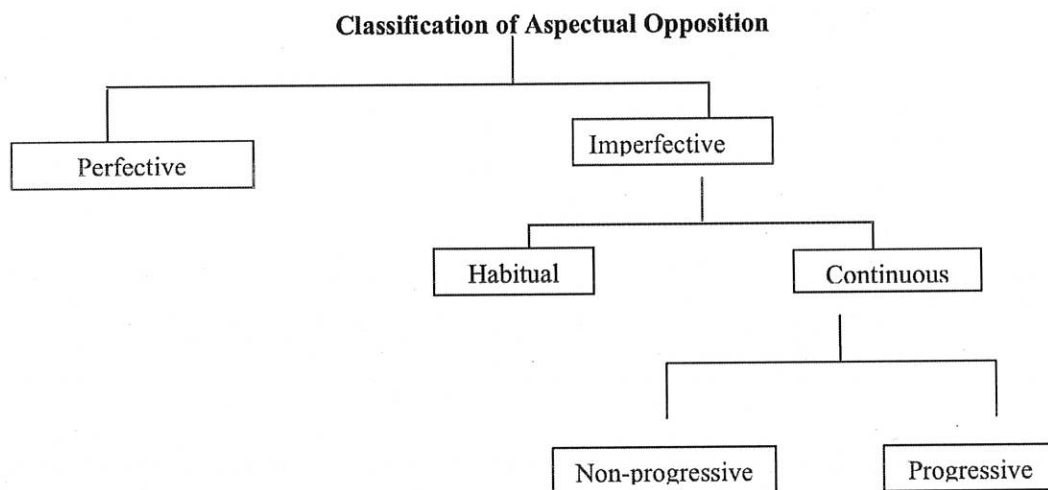 Classification of Aspectual Opposition
Perfective
Imperfective
Habitual
Continuous
Non-progressive
Progressive